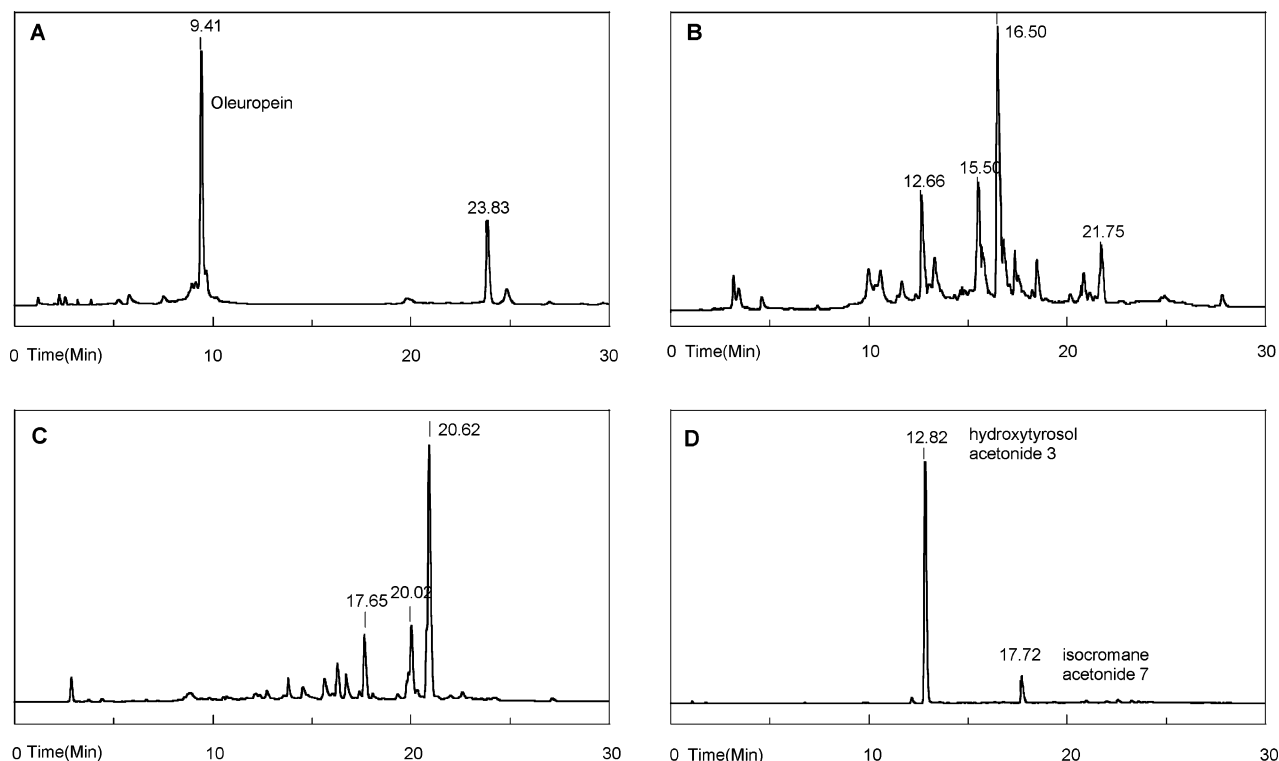 A
9.41
Oleuropein
23.83
0 Time(Min) 10 20 30
B
16.50
15.50
12.66
21.75
0 Time(Min) 10 20 30
C
20.62
17.65
20.02
0 Time(Min) 10 20 30
D
12.82
hydroxytyrosol
acetonide 3
17.72
isocromane
acetonide 7
0 Time(Min) 10 20 30